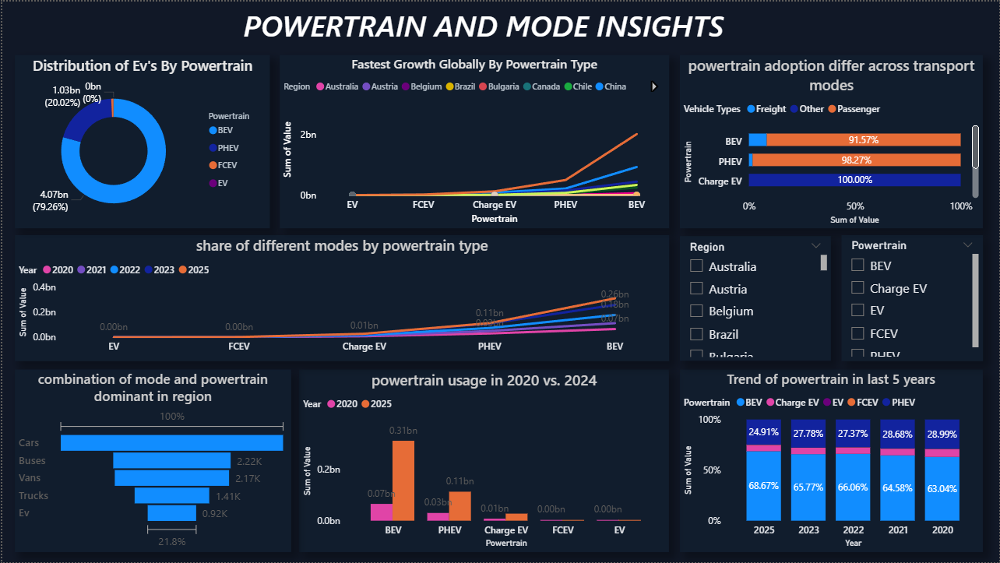 POWERTRAIN AND MODE INSIGHTS
Distribution of Ev's By Powertrain
1.03bn
(20.02%)
0bn
(0%)
4.07bn
(79.26%)
Powertrain
BEV
PHEV
FCEV
EV
Fastest Growth Globally By Powertrain Type
Region Australia Austria Belgium Brazil Bulgaria Canada Chile China
Sum of Value
2bn
0bn
EV FCEV Charge EV PHEV BEV
Powertrain
powertrain adoption differ across transport
modes
Vehicle Types Freight Other Passenger
Powertrain
BEV 91.57%
PHEV 98.27%
Charge EV 100.00%
0% 50% 100%
Sum of Value
share of different modes by powertrain type
Year 2020 2021 2022 2023 2025
Sum of Value
0.4bn
0.2bn
0.0bn
0.00bn 0.00bn 0.01bn 0.11bn 0.03bn 0.26bn 0.18bn 0.07bn
EV FCEV Charge EV PHEV BEV
Region
Australia
Austria
Belgium
Brazil
Bulgaria
Powertrain
BEV
Charge EV
EV
FCEV
PHEV
combination of mode and powertrain
dominant in region
100%
Cars
Buses 2.22K
Vans 2.17K
Trucks 1.41K
Ev 0.92K
21.8%
powertrain usage in 2020 vs. 2024
Year 2020 2025
Sum of Value
0.2bn
0.0bn
0.07bn 0.31bn 0.03bn 0.11bn 0.01bn 0.00bn 0.00bn
BEV PHEV Charge EV FCEV EV
Powertrain
Trend of powertrain in last 5 years
Powertrain BEV Charge EV EV FCEV PHEV
Sum of Value
100%
50%
0%
24.91% 27.78% 27.37% 28.68% 28.99%
68.67% 65.77% 66.06% 64.58% 63.04%
2025 2023 2022 2021 2020
Year